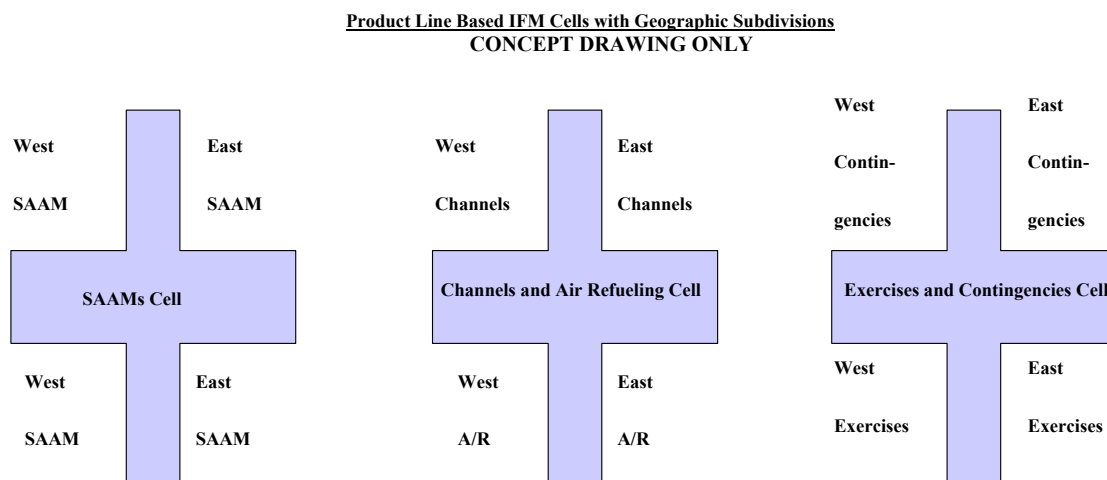 Product Line Based IFM Cells with Geographic Subdivisions
CONCEPT DRAWING ONLY
West
East
SAAM
SAAM
SAAMs Cell
West
East
SAAM
SAAM
West
East
Channels
Channels
Channels and Air Refueling Cell
West
East
A/R
A/R
West
East
Contin-
Contin-
gencies
gencies
Exercises and Contingencies Cell
West
East
Exercises
Exercises